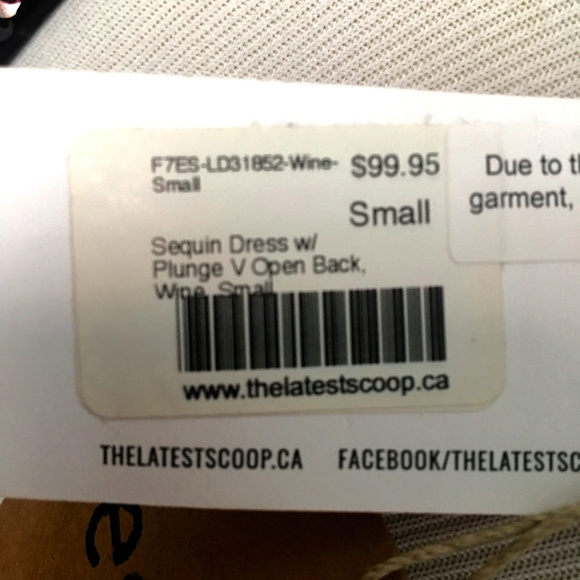 F7ES-LD31852-Wine-
Small
$99.95
Small
Sequin Dress w/
Plunge V Open Back,
Wine, Small
www.thelatestscoop.ca
Due to
garment,
THELATESTSCOOP.CA
FACEBOOK/THELATESTSC